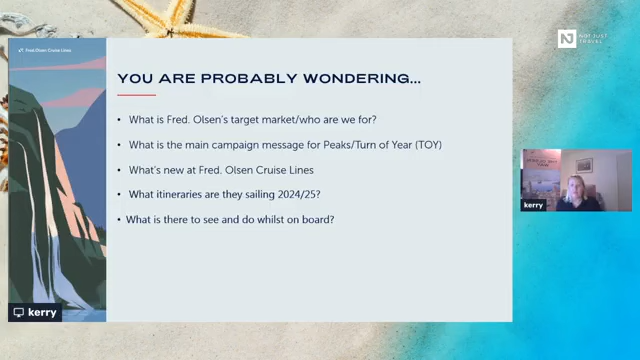 Fred. Olsen Cruise Lines
NOT JUST
TRAVEL
YOU ARE PROBABLY WONDERING...
• What is Fred. Olsen's target market/who are we for?
• What is the main campaign message for Peaks/Turn of Year (TOY)
• What's new at Fred. Olsen Cruise Lines
• What itineraries are they sailing 2024/25?
• What is there to see and do whilst on board?
kerry
kerry